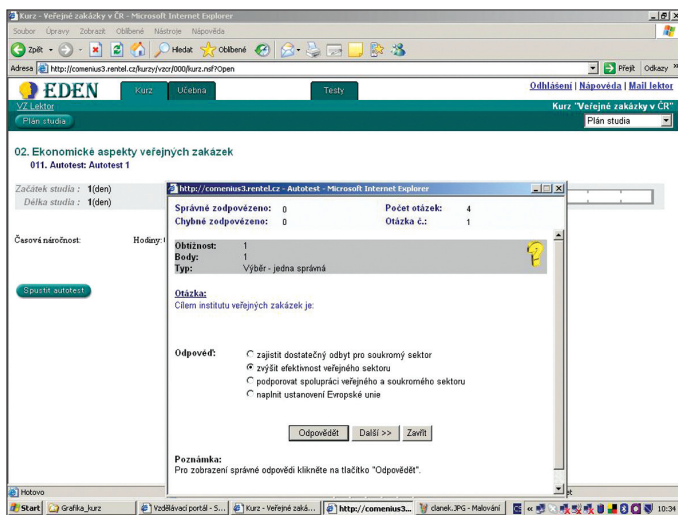 Kurz - Veřejné zakázky v ČR - Microsoft Internet Explorer
Soubor Úpravy Zobrazit Oblíbené Nástroje Nápověda
Zpět Hledat Oblíbené
Adresa http://comenius3.rentel.cz/kurzy/vzcr/000/kurz.nsf?Open Přejít Odkazy »
EDEN Kurz Učebna Testy Odhlášení | Nápověda | Mail lektor
VZ Lektor Kurz "Veřejné zakázky v ČR"
Plán studia Plán studia
02. Ekonomické aspekty veřejných zakázek
011. Autotest: Autotest 1
Začátek studia : 1(den)
Délka studia : 1(den)
Časová náročnost: Hodiny:
Spustit autotest
http://comenius3.rentel.cz - Autotest - Microsoft Internet Explorer
Správně zodpovězeno: 0 Počet otázek: 4
Chybně zodpovězeno: 0 Otázka č.: 1
Obtížnost: 1
Body: 1
Typ: Výběr - jedna správná
Otázka:
Cílem institutu veřejných zakázek je:
Odpověď: zajistit dostatečný odbyt pro soukromý sektor
zvýšit efektivnost veřejného sektoru
podporovat spolupráci veřejného a soukromého sektoru
naplnit ustanovení Evropské unie
Odpovědět Další >> Zavřít
Poznámka:
Pro zobrazení správné odpovědi klikněte na tlačítko "Odpovědět".
Hotovo
Start Grafika_kurz Vzdělávací portál - S... Kurz - Veřejné zaká... http://comenius3... clanek.JPG - Malování « 10:34